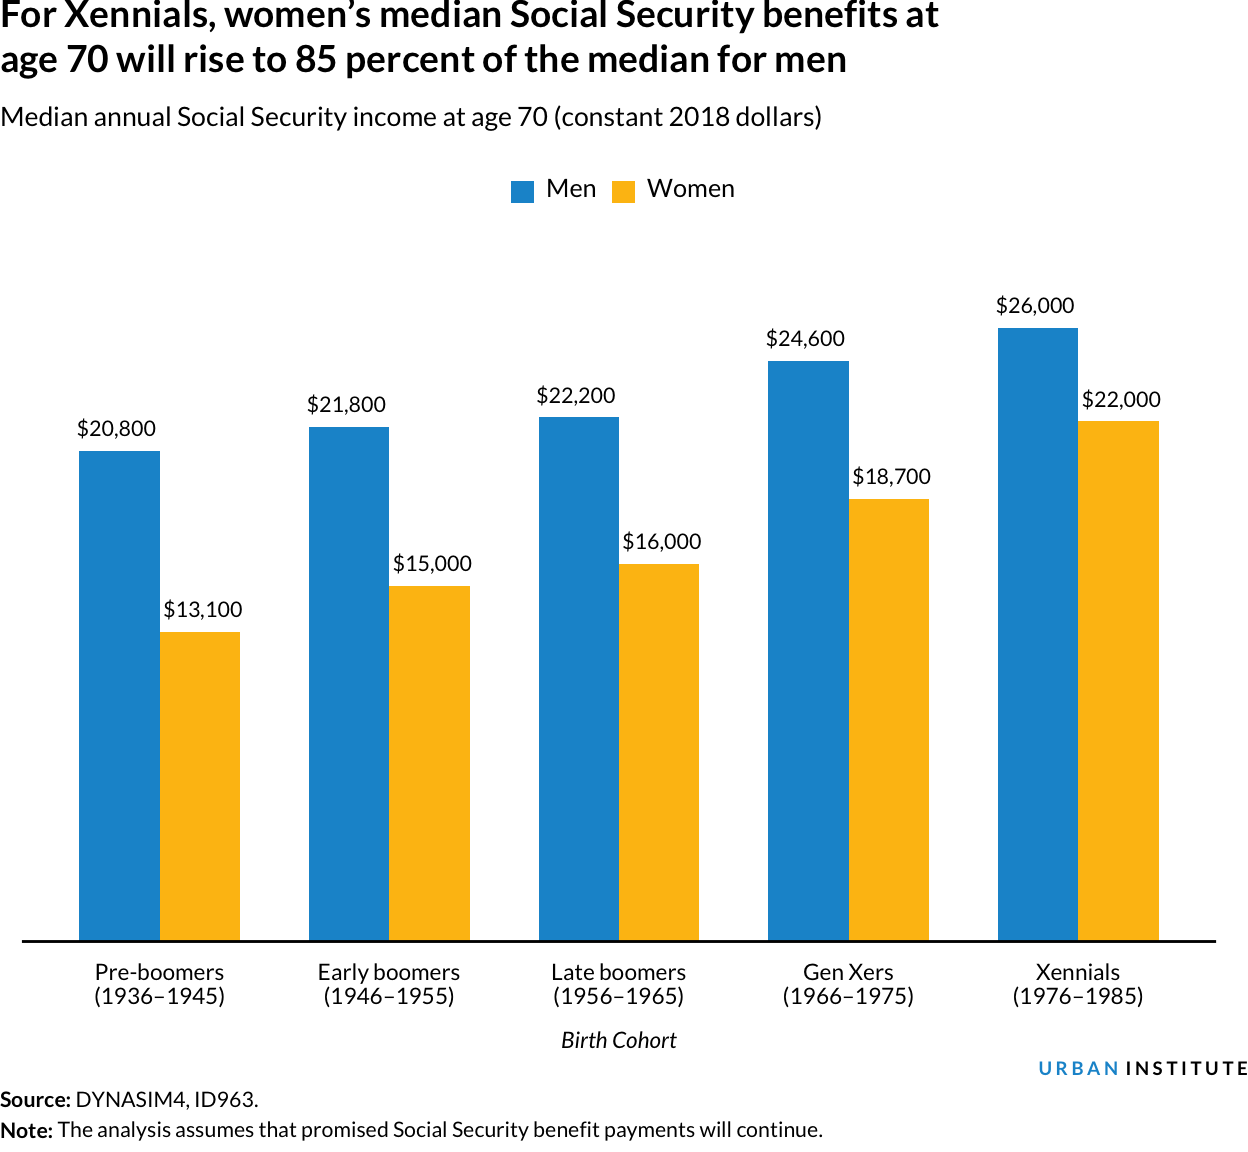 For Xennials, women’s median Social Security benefits at
age 70 will rise to 85 percent of the median for men
Median annual Social Security income at age 70 (constant 2018 dollars)
Men Women
$20,800
$13,100
$21,800
$15,000
$22,200
$16,000
$24,600
$18,700
$26,000
$22,000
Pre-boomers
(1936–1945)
Early boomers
(1946–1955)
Late boomers
(1956–1965)
Gen Xers
(1966–1975)
Xennials
(1976–1985)
Birth Cohort
URBAN INSTITUTE
Source: DYNASIM4, ID963.
Note: The analysis assumes that promised Social Security benefit payments will continue.